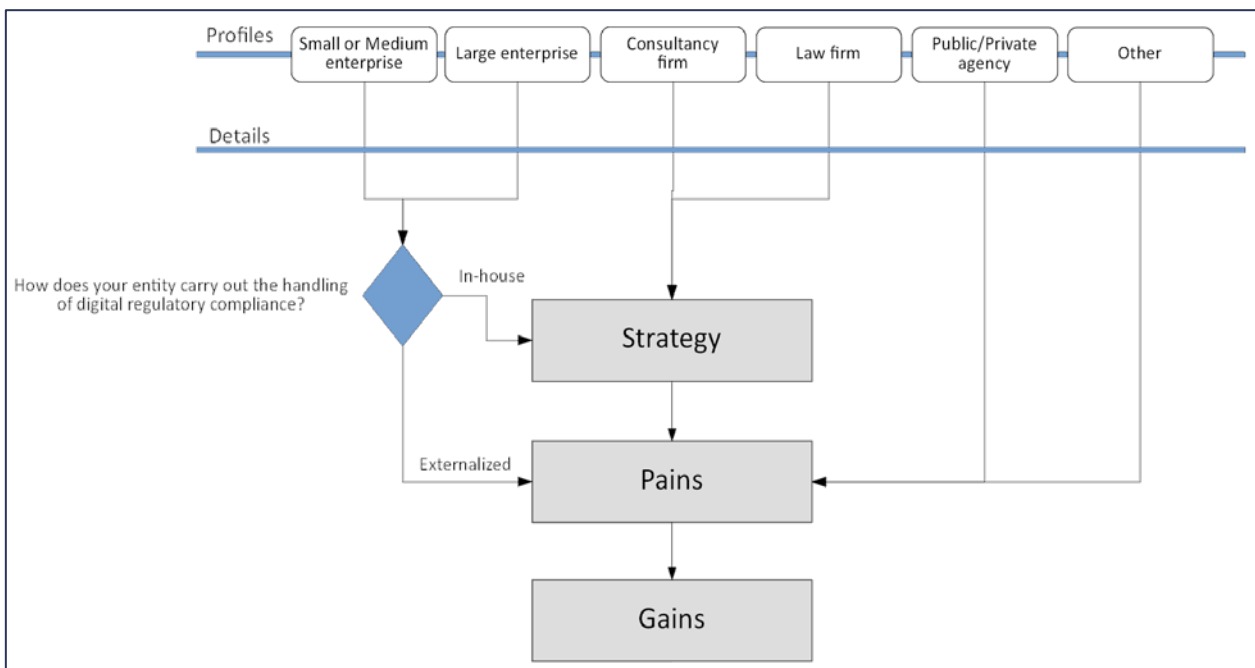 Profiles
Small or Medium
enterprise
Large enterprise
Consultancy
firm
Law firm
Public/Private
agency
Other
Details
How does your entity carry out the handling
of digital regulatory compliance?
In-house
Strategy
Externalized
Pains
Gains